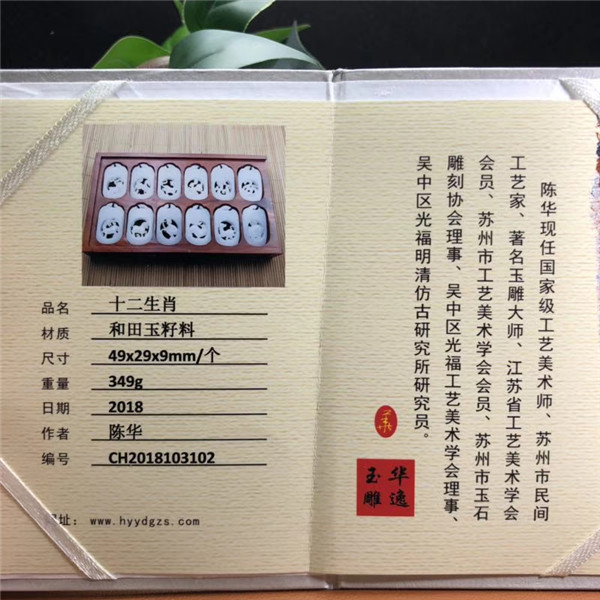 品名 十二生肖
材质 和田玉籽料
尺寸 49x29x9mm/个
重量 349g
日期 2018
作者 陈华
编号 CH2018103102
址：www.hyydgzs.com
陈华现任国家级工艺美术师、苏州市民间
工艺家、著名玉雕大师、江苏省工艺美术学会
会员、苏州市工艺美术学会会员、苏州市玉石
雕刻协会理事、吴中区光福工艺美术学会理事、
吴中区光福明清仿古研究所研究员。
华逸
玉雕